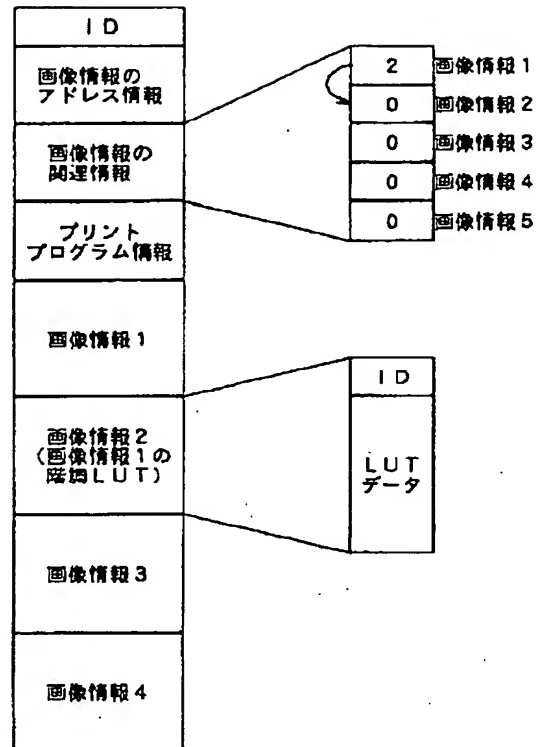 ID
画像情報の
アドレス情報
画像情報の
関連情報
プリント
プログラム情報
画像情報1
画像情報2
(画像情報1の
階調LUT)
画像情報3
画像情報4
2 画像情報1
0 画像情報2
0 画像情報3
0 画像情報4
0 画像情報5
ID
LUT
データ